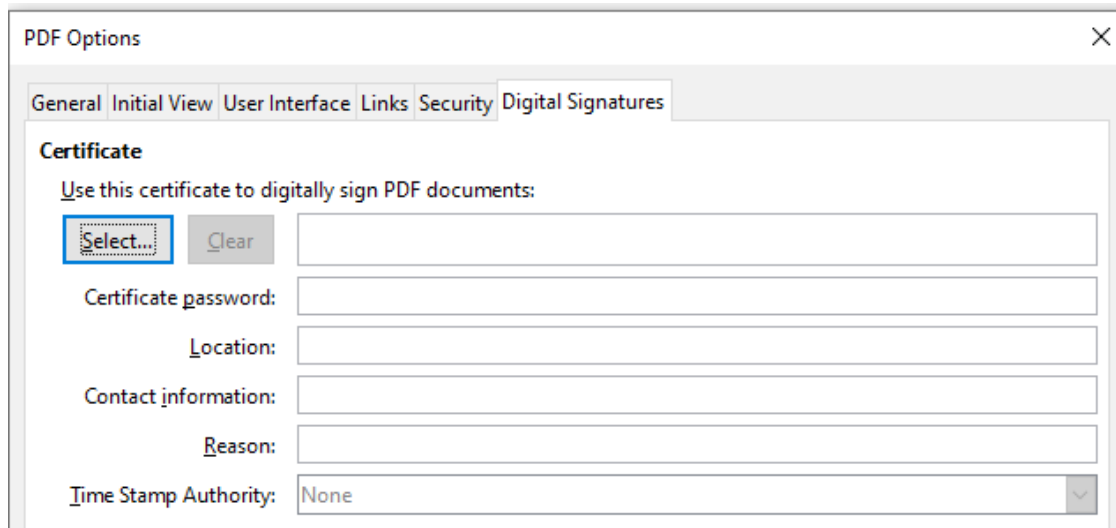 PDF Options
General Initial View User Interface Links Security Digital Signatures
Certificate
Use this certificate to digitally sign PDF documents:
Select... Clear
Certificate password:
Location:
Contact information:
Reason:
Time Stamp Authority: None